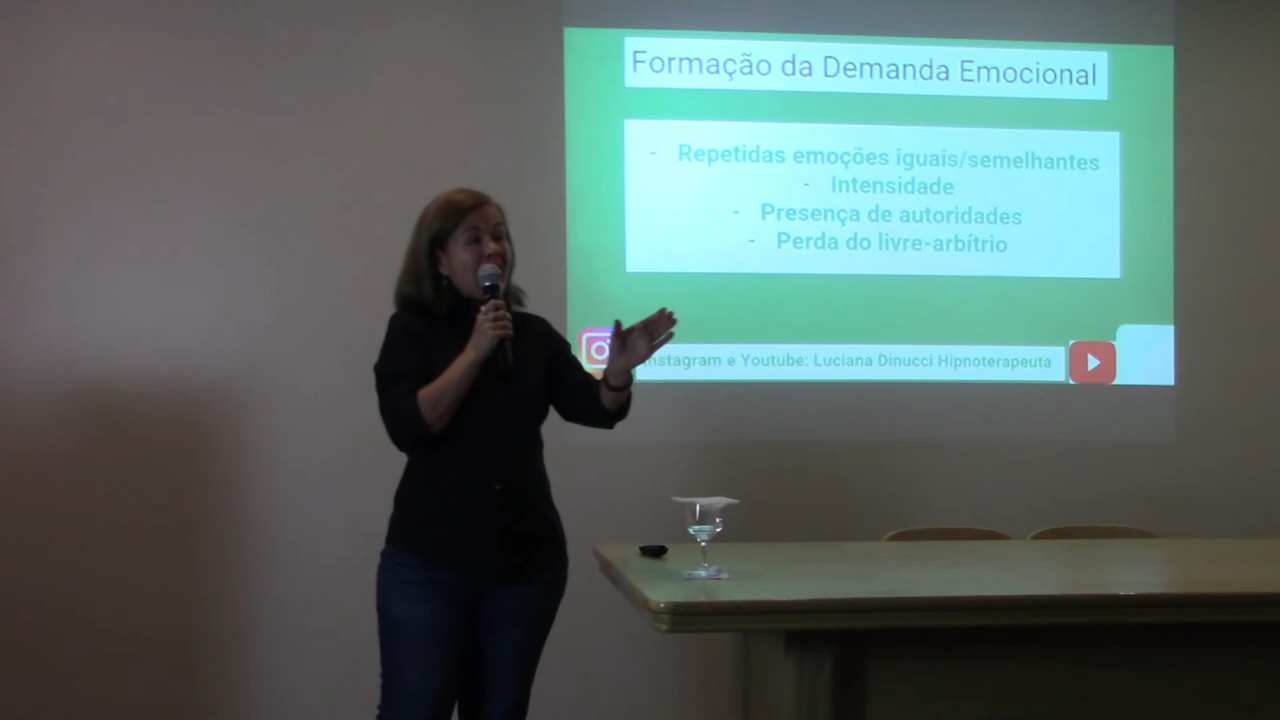 Formação da Demanda Emocional
- Repetidas emoções iguais/semelhantes
- Intensidade
- Presença de autoridades
- Perda do livre-arbítrio
Instagram e Youtube: Luciana Dinucci Hipnoterapeuta